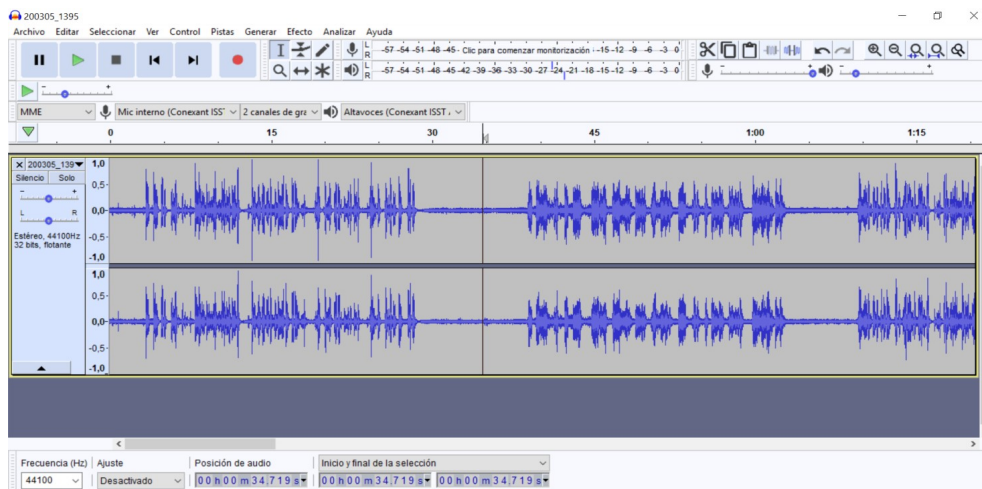 200305_1395
Archivo Editar Seleccionar Ver Control Pistas Generar Efecto Analizar Ayuda
L R -57 -54 -51 -48 -45 - Clic para comenzar monitorización -15 -12 -9 -6 -3 0
L R -57 -54 -51 -48 -45 -42 -39 -36 -33 -30 -27 -24 -21 -18 -15 -12 -9 -6 -3 0
MME Mic interno (Conexant ISS 2 canales de gra Altavoces (Conexant ISST
0 15 30 45 1:00 1:15
200305_139
Silencio Solo
- +
L R
Estéreo, 44100Hz
32 bits, flotante
1,0
0,5-
0,0-
-0,5-
-1,0
1,0
0,5-
0,0-
-0,5-
-1,0
Frecuencia (Hz) Ajuste Posición de audio Inicio y final de la selección
44100 Desactivado 00 h 00 m 34.719 s 00 h 00 m 34.719 s 00 h 00 m 34.719 s